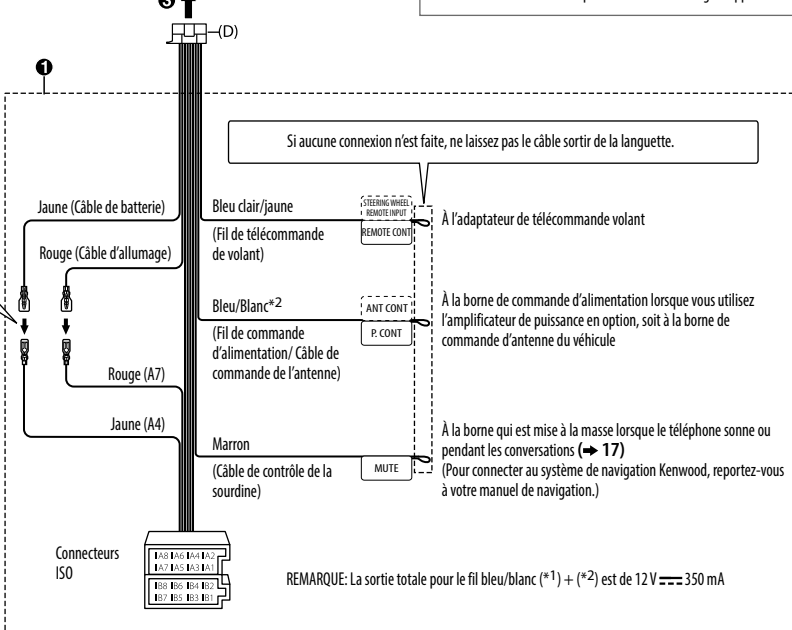 ❸
(D)
❶
Si aucune connexion n'est faite, ne laissez pas le câble sortir de la languette.
Jaune (Câble de batterie)
Rouge (Câble d'allumage)
Bleu clair/jaune
(Fil de télécommande
de volant)
STEERING WHEEL
REMOTE INPUT
REMOTE CONT
À l'adaptateur de télécommande volant
Bleu/Blanc*2
(Fil de commande
d'alimentation/ Câble de
commande de l'antenne)
ANT CONT
P. CONT
À la borne de commande d'alimentation lorsque vous utilisez
l'amplificateur de puissance en option, soit à la borne de
commande d'antenne du véhicule
Rouge (A7)
Jaune (A4)
Marron
(Câble de contrôle de la
sourdine)
MUTE
À la borne qui est mise à la masse lorsque le téléphone sonne ou
pendant les conversations (➡ 17)
(Pour connecter au système de navigation Kenwood, reportez-vous
à votre manuel de navigation.)
Connecteurs
ISO
A8 A6 A4 A2
A7 A5 A3 A1
B8 B6 B4 B2
B7 B5 B3 B1
REMARQUE: La sortie totale pour le fil bleu/blanc (*1) + (*2) est de 12 V ⎓ 350 mA